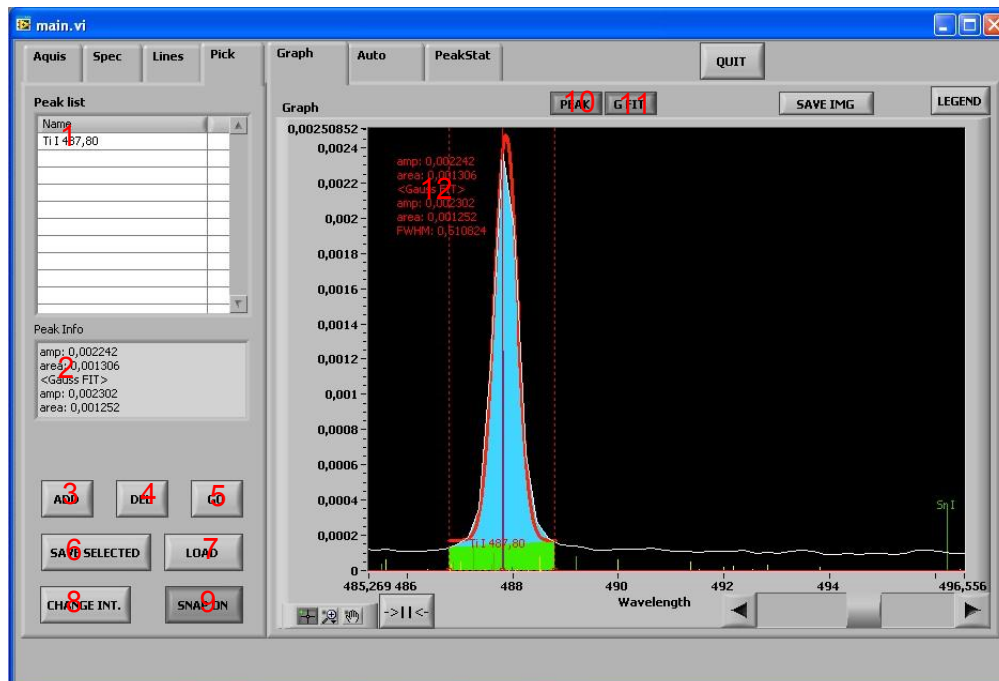 main.vi
Aquis Spec Lines Pick Graph Auto PeakStat QUIT
Peak list
Name
1
Ti I 487,80
Peak Info
amp: 0,002242
area: 0,001306
<Gauss FIT>
amp: 0,002302
area: 0,001252
2
ADD 3
DEL 4
GO 5
SAVE SELECTED 6
LOAD 7
CHANGE INT. 8
SNAP ON 9
Graph
PEAK 10
G FIT 11
SAVE IMG
LEGEND
0,00250852
0,0024
0,0022
0,002
0,0018
0,0016
0,0014
0,0012
0,001
0,0008
0,0006
0,0004
0,0002
0
amp: 0,002242
area: 0,001306
<Gauss FIT>
amp: 0,002302
area: 0,001252
FWHM: 0,510824
12
Sn I
Ti I 487,80
485,269 486 488 490 492 494 496,556
Wavelength
->||<-